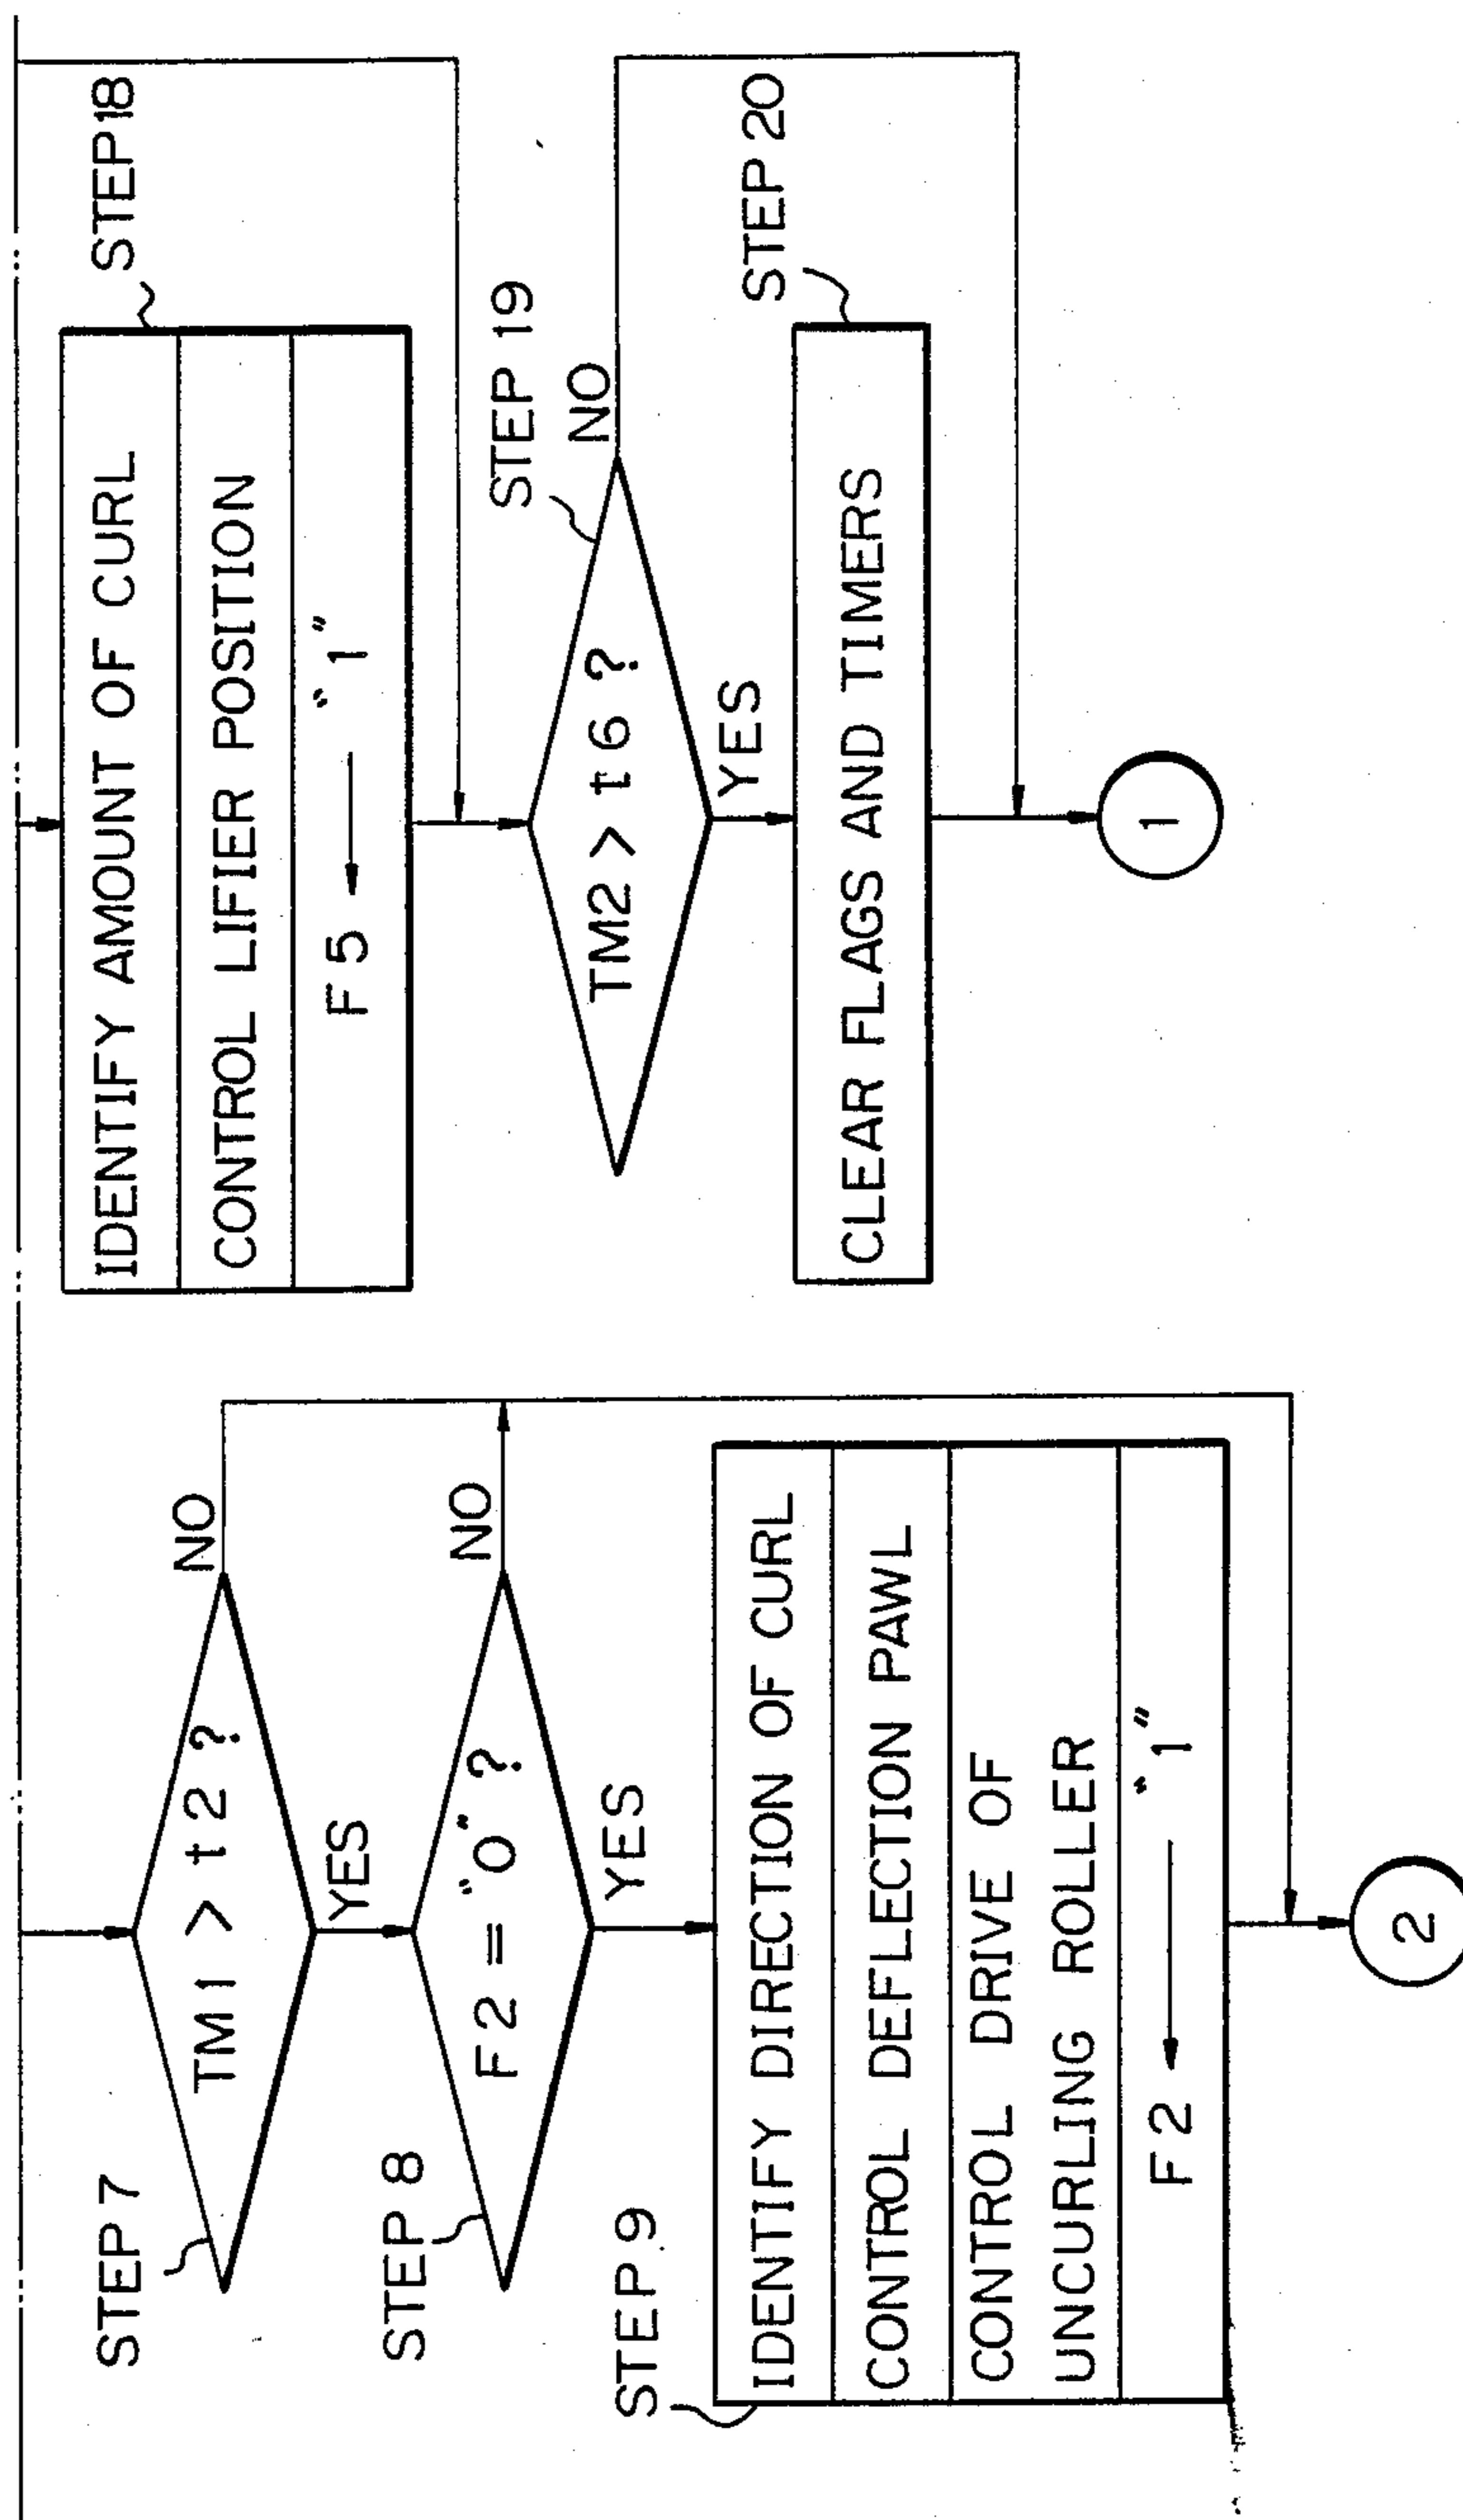 STEP 7
TM1 > t2 ?
NO
YES
STEP 8
F2 = "0" ?
NO
YES
STEP 9
IDENTIFY DIRECTION OF CURL
CONTROL DEFLECTION PAWL
CONTROL DRIVE OF
UNCURLING ROLLER
F2 ← "1"
2
STEP 18
IDENTIFY AMOUNT OF CURL
CONTROL LIFIER POSITION
F5 ← "1"
STEP 19
TM2 > t6 ?
NO
YES
STEP 20
CLEAR FLAGS AND TIMERS
1